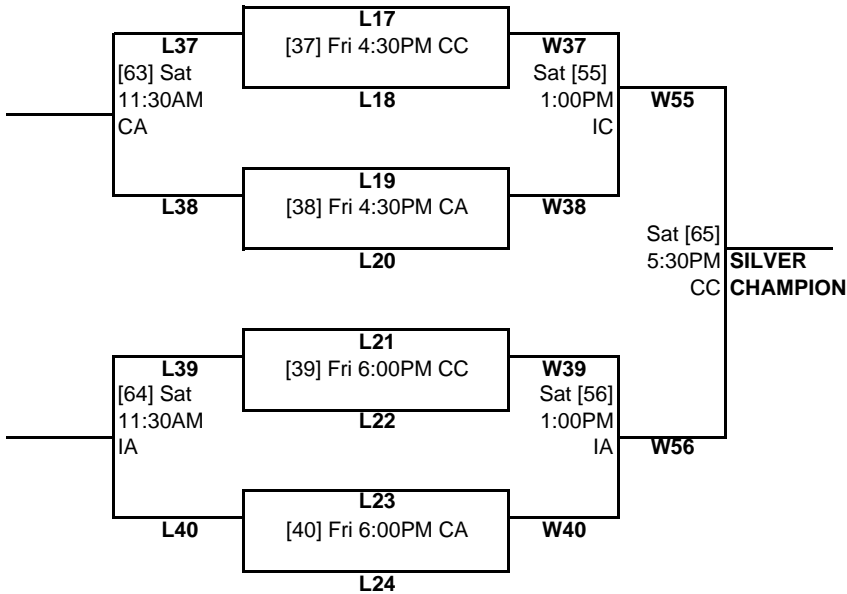 L17
L37
[37] Fri 4:30PM CC
W37
[63] Sat
11:30AM
CA
L18
Sat [55]
1:00PM
IC
W55
L19
L38
[38] Fri 4:30PM CA
W38
L20
Sat [65]
5:30PM
CC
SILVER
CHAMPION
L21
L39
[39] Fri 6:00PM CC
W39
[64] Sat
11:30AM
IA
L22
Sat [56]
1:00PM
IA
W56
L23
L40
[40] Fri 6:00PM CA
W40
L24